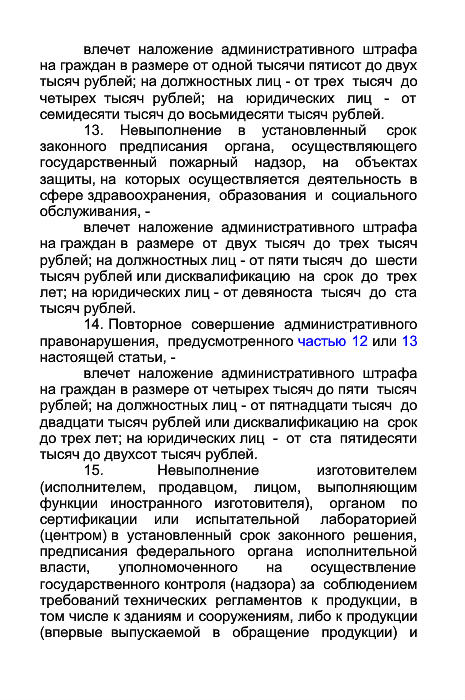 влечет наложение административного штрафа
на граждан в размере от одной тысячи пятисот до двух
тысяч рублей; на должностных лиц - от трех тысяч до
четырех тысяч рублей; на юридических лиц - от
семидесяти тысяч до восьмидесяти тысяч рублей.
13. Невыполнение в установленный срок
законного предписания органа, осуществляющего
государственный пожарный надзор, на объектах
защиты, на которых осуществляется деятельность в
сфере здравоохранения, образования и социального
обслуживания, -
влечет наложение административного штрафа
на граждан в размере от двух тысяч до трех тысяч
рублей; на должностных лиц - от пяти тысяч до шести
тысяч рублей или дисквалификацию на срок до трех
лет; на юридических лиц - от девяноста тысяч до ста
тысяч рублей.
14. Повторное совершение административного
правонарушения, предусмотренного частью 12 или 13
настоящей статьи, -
влечет наложение административного штрафа
на граждан в размере от четырех тысяч до пяти тысяч
рублей; на должностных лиц - от пятнадцати тысяч до
двадцати тысяч рублей или дисквалификацию на срок
до трех лет; на юридических лиц - от ста пятидесяти
тысяч до двухсот тысяч рублей.
15. Невыполнение изготовителем
(исполнителем, продавцом, лицом, выполняющим
функции иностранного изготовителя), органом по
сертификации или испытательной лабораторией
(центром) в установленный срок законного решения,
предписания федерального органа исполнительной
власти, уполномоченного на осуществление
государственного контроля (надзора) за соблюдением
требований технических регламентов к продукции, в
том числе к зданиям и сооружениям, либо к продукции
(впервые выпускаемой в обращение продукции) и